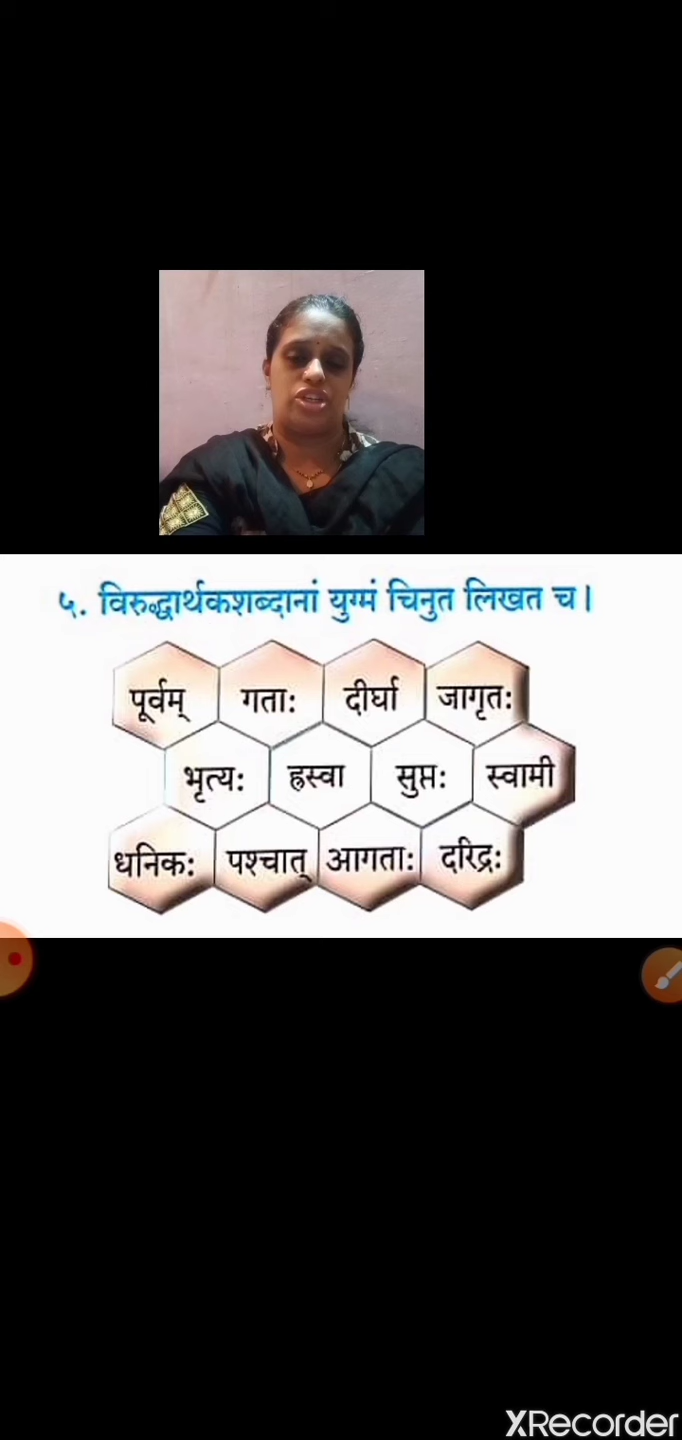 ५. विरुद्धार्थकशब्दानां युग्मं चिनुत लिखत च।
पूर्वम् गताः दीर्घा जागृतः
भृत्यः ह्रस्वा सुप्तः स्वामी
धनिकः पश्चात् आगताः दरिद्रः
XRecorder